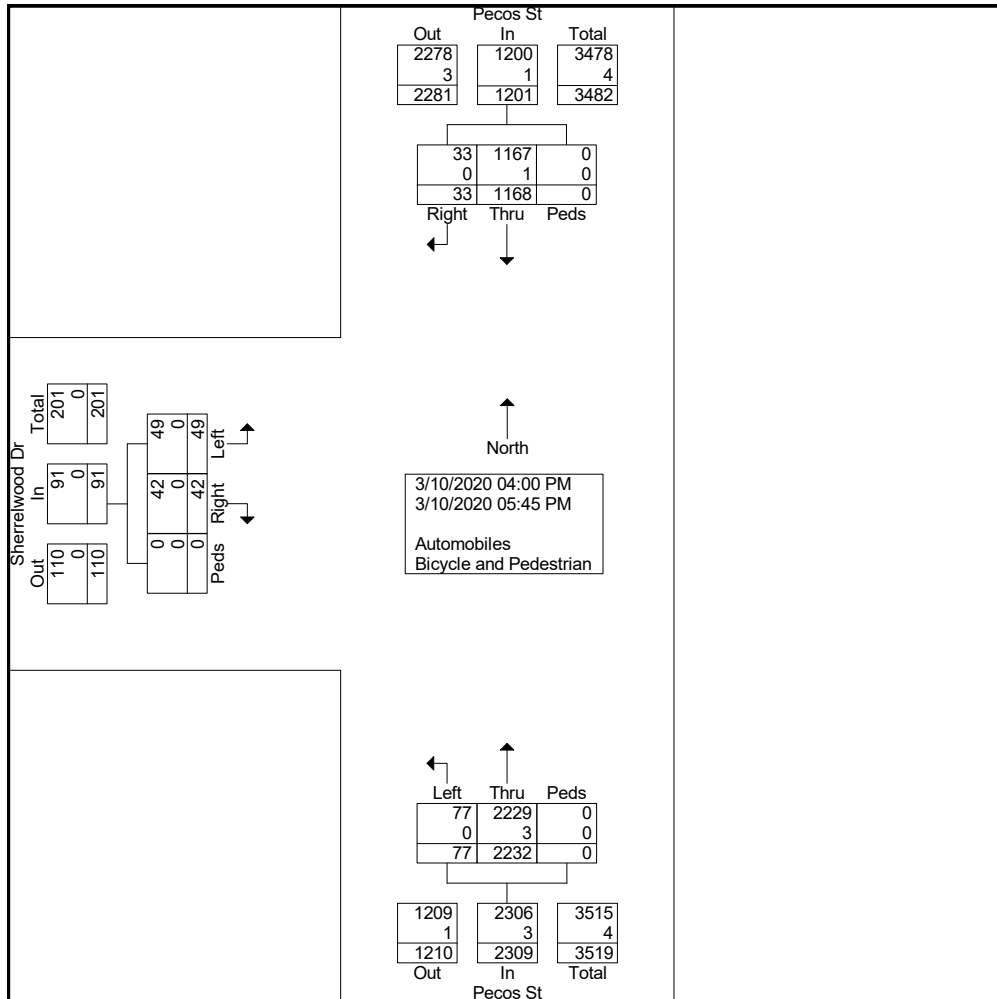 Pecos St
Out In Total
2278 1200 3478
3 1 4
2281 1201 3482
33 1167 0
0 1 0
33 1168 0
Right Thru Peds
Sherrelwood Dr
Total In Out
201 91 110
0 0 0
201 91 110
49 42 0
0 0 0
49 42 0
Left Right Peds
North
3/10/2020 04:00 PM
3/10/2020 05:45 PM
Automobiles
Bicycle and Pedestrian
Left Thru Peds
77 2229 0
0 3 0
77 2232 0
1209 2306 3515
1 3 4
1210 2309 3519
Out In Total
Pecos St